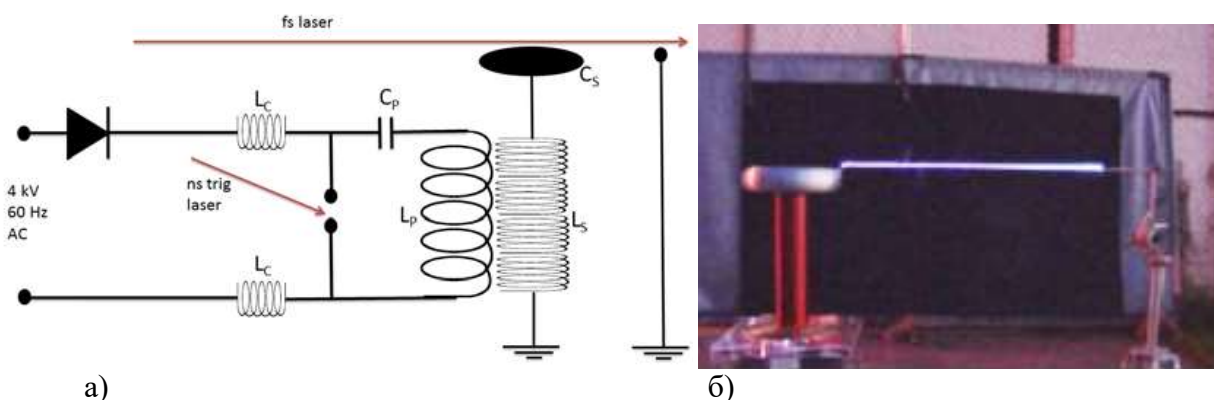 fs laser
C_S
L_C
C_P
4 kV
60 Hz
AC
ns trig
laser
L_P
L_S
L_C
а)
б)